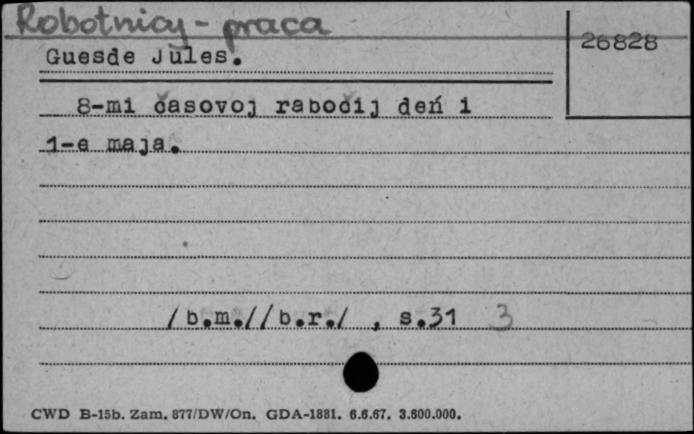 Robotnicy - praca
26828
Guesde Jules.
8-mi časovoj rabočij deń i
1-e maja.
/b.m.//b.r./ , s.31 3
CWD B-15b. Zam. 877/DW/On. GDA-1881. 6.6.67. 3.600.000.